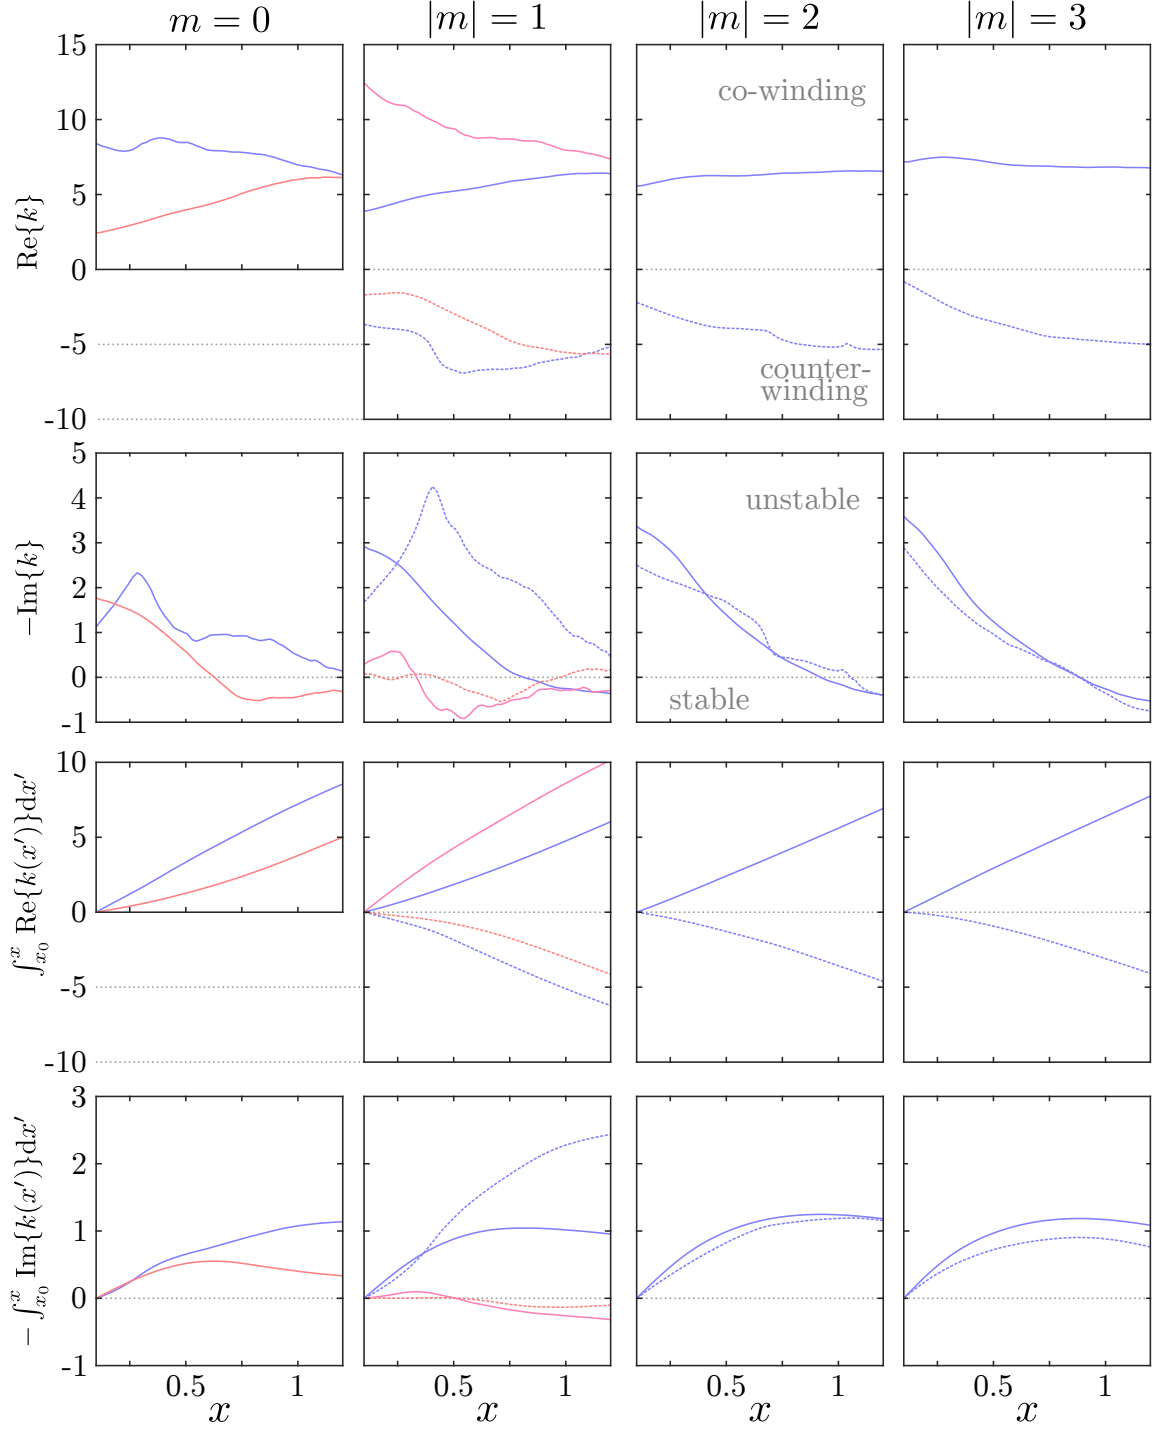 m = 0
|m| = 1
|m| = 2
|m| = 3
Re{k}
15
10
5
0
-5
-10
co-winding
counter-
winding
−Im{k}
5
4
3
2
1
0
-1
unstable
stable
∫_{x_0}^{x} Re{k(x′)}dx′
10
5
0
-5
-10
− ∫_{x_0}^{x} Im{k(x′)}dx′
3
2
1
0
-1
0.5 1
0.5 1
0.5 1
0.5 1
x
x
x
x